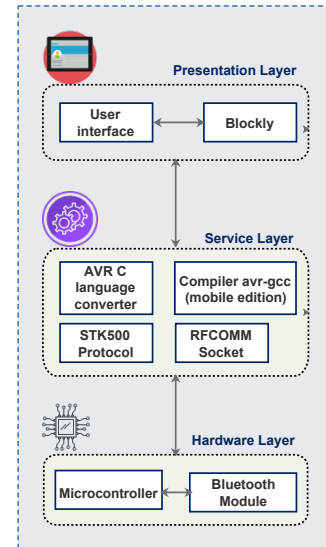 Presentation Layer
User
interface
Blockly
Service Layer
AVR C
language
converter
Compiler avr-gcc
(mobile edition)
STK500
Protocol
RFCOMM
Socket
Hardware Layer
Microcontroller
Bluetooth
Module